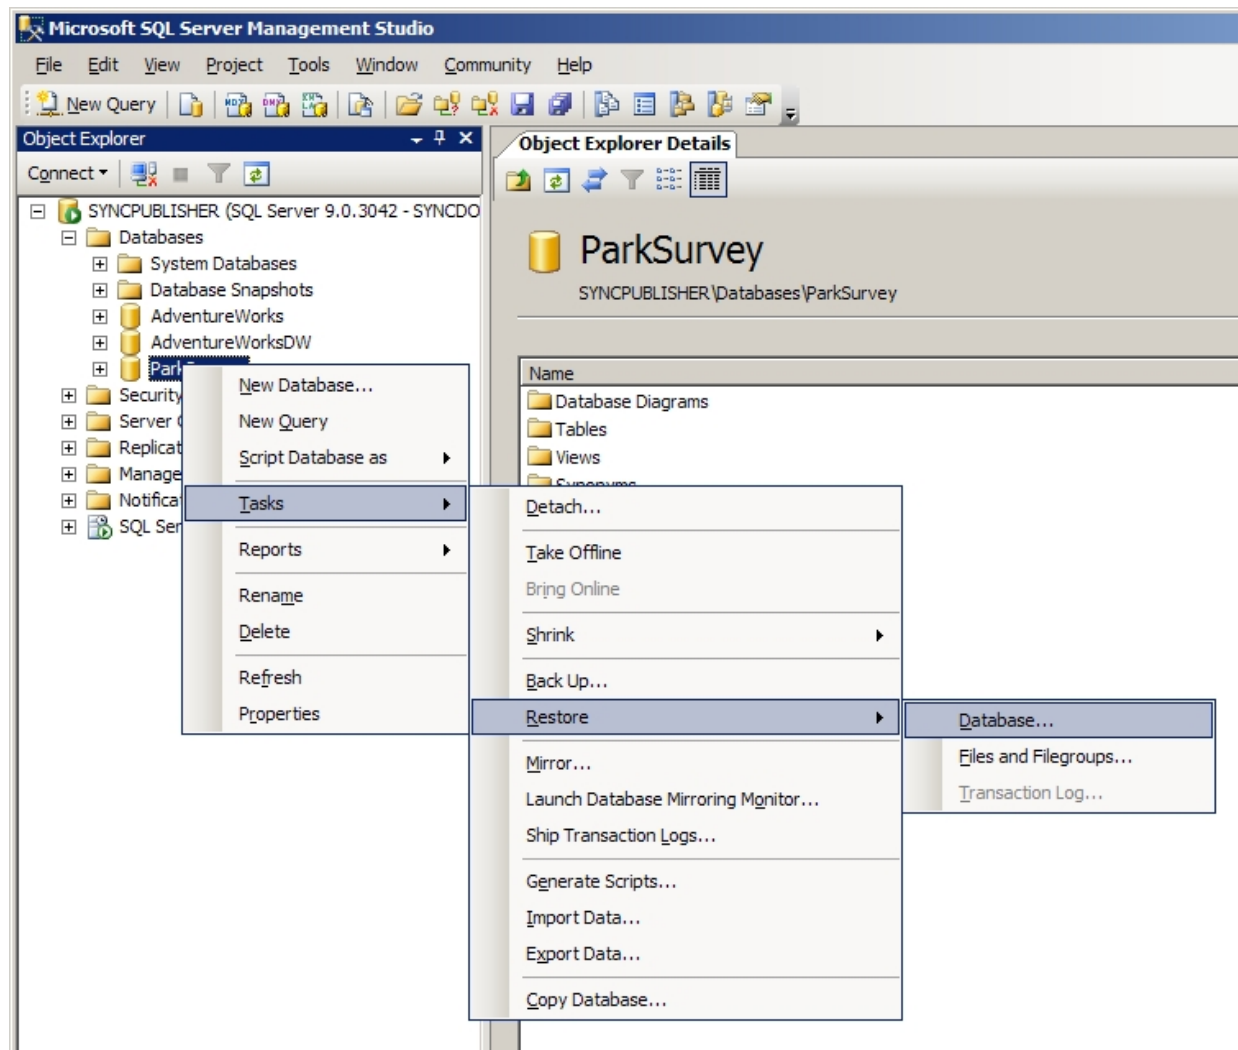 Microsoft SQL Server Management Studio
File Edit View Project Tools Window Community Help
New Query
Object Explorer
Connect
SYNCPUBLISHER (SQL Server 9.0.3042 - SYNCDO
Databases
System Databases
Database Snapshots
AdventureWorks
AdventureWorksDW
Park
Security
Server
Replicat
Manage
Notifica
SQL Ser
New Database...
New Query
Script Database as
Tasks
Reports
Rename
Delete
Refresh
Properties
Object Explorer Details
ParkSurvey
SYNCPUBLISHER\Databases\ParkSurvey
Name
Database Diagrams
Tables
Views
Synonyms
Detach...
Take Offline
Bring Online
Shrink
Back Up...
Restore
Mirror...
Launch Database Mirroring Monitor...
Ship Transaction Logs...
Generate Scripts...
Import Data...
Export Data...
Copy Database...
Database...
Files and Filegroups...
Transaction Log...